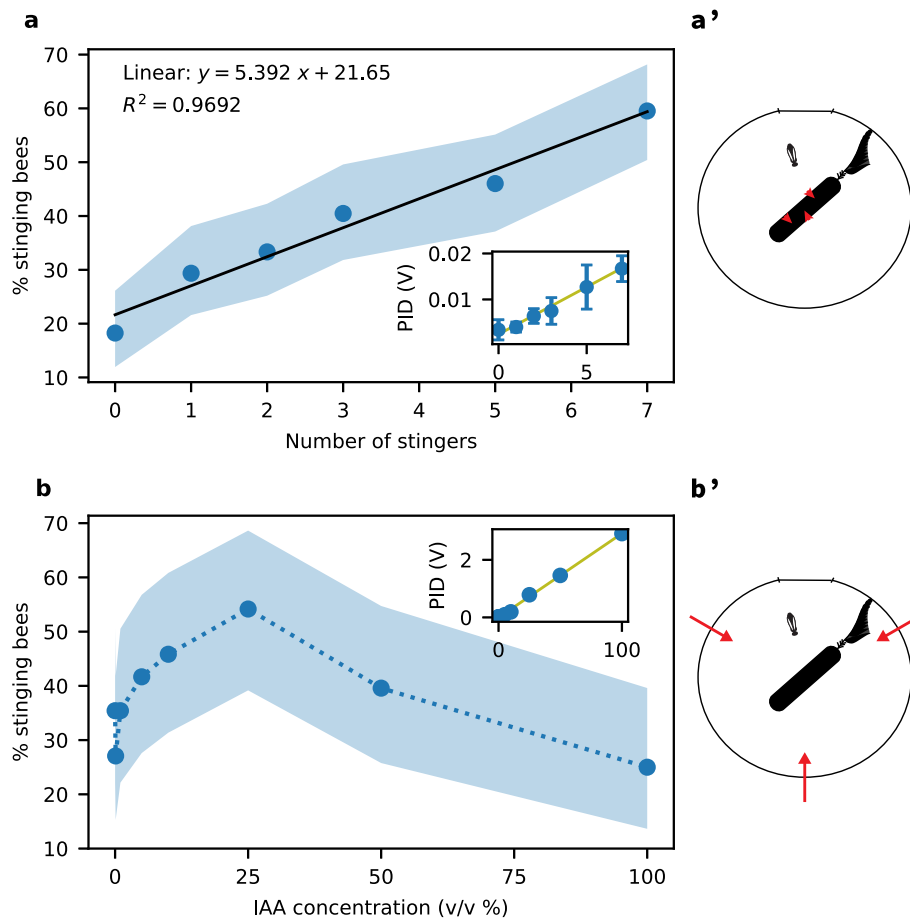 a
a’
Linear: y = 5.392 x + 21.65
R² = 0.9692
% stinging bees
70
60
50
40
30
20
10
0 1 2 3 4 5 6 7
Number of stingers
PID (V)
0.02
0.01
0 5
b
b’
% stinging bees
70
60
50
40
30
20
10
0 25 50 75 100
IAA concentration (v/v %)
PID (V)
2
0
0 100